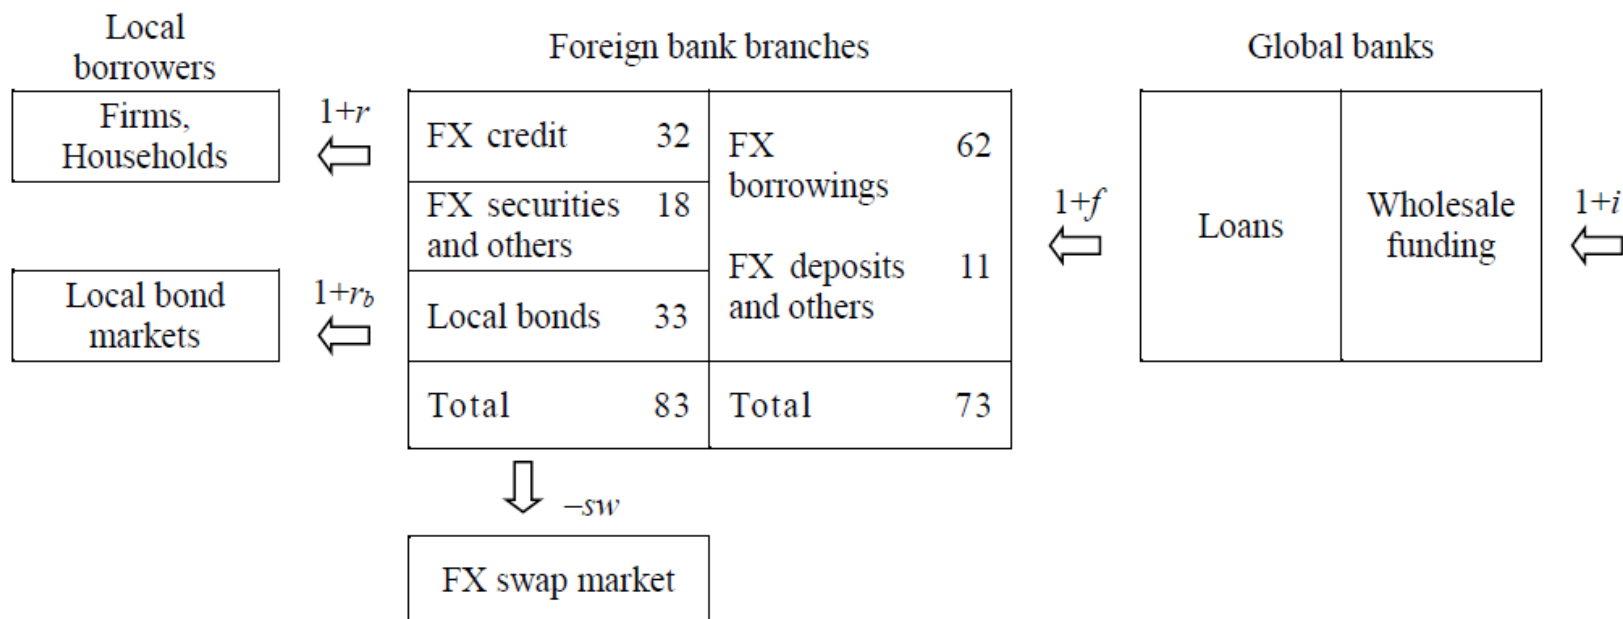 Local
borrowers
Foreign bank branches
Global banks
Firms,
Households
1+r
FX credit 32
FX
borrowings 62
FX securities 18
and others
FX deposits 11
and others
1+f
Loans
Wholesale
funding
1+i
Local bond
markets
1+r_b
Local bonds 33
Total 83
Total 73
–sw
FX swap market